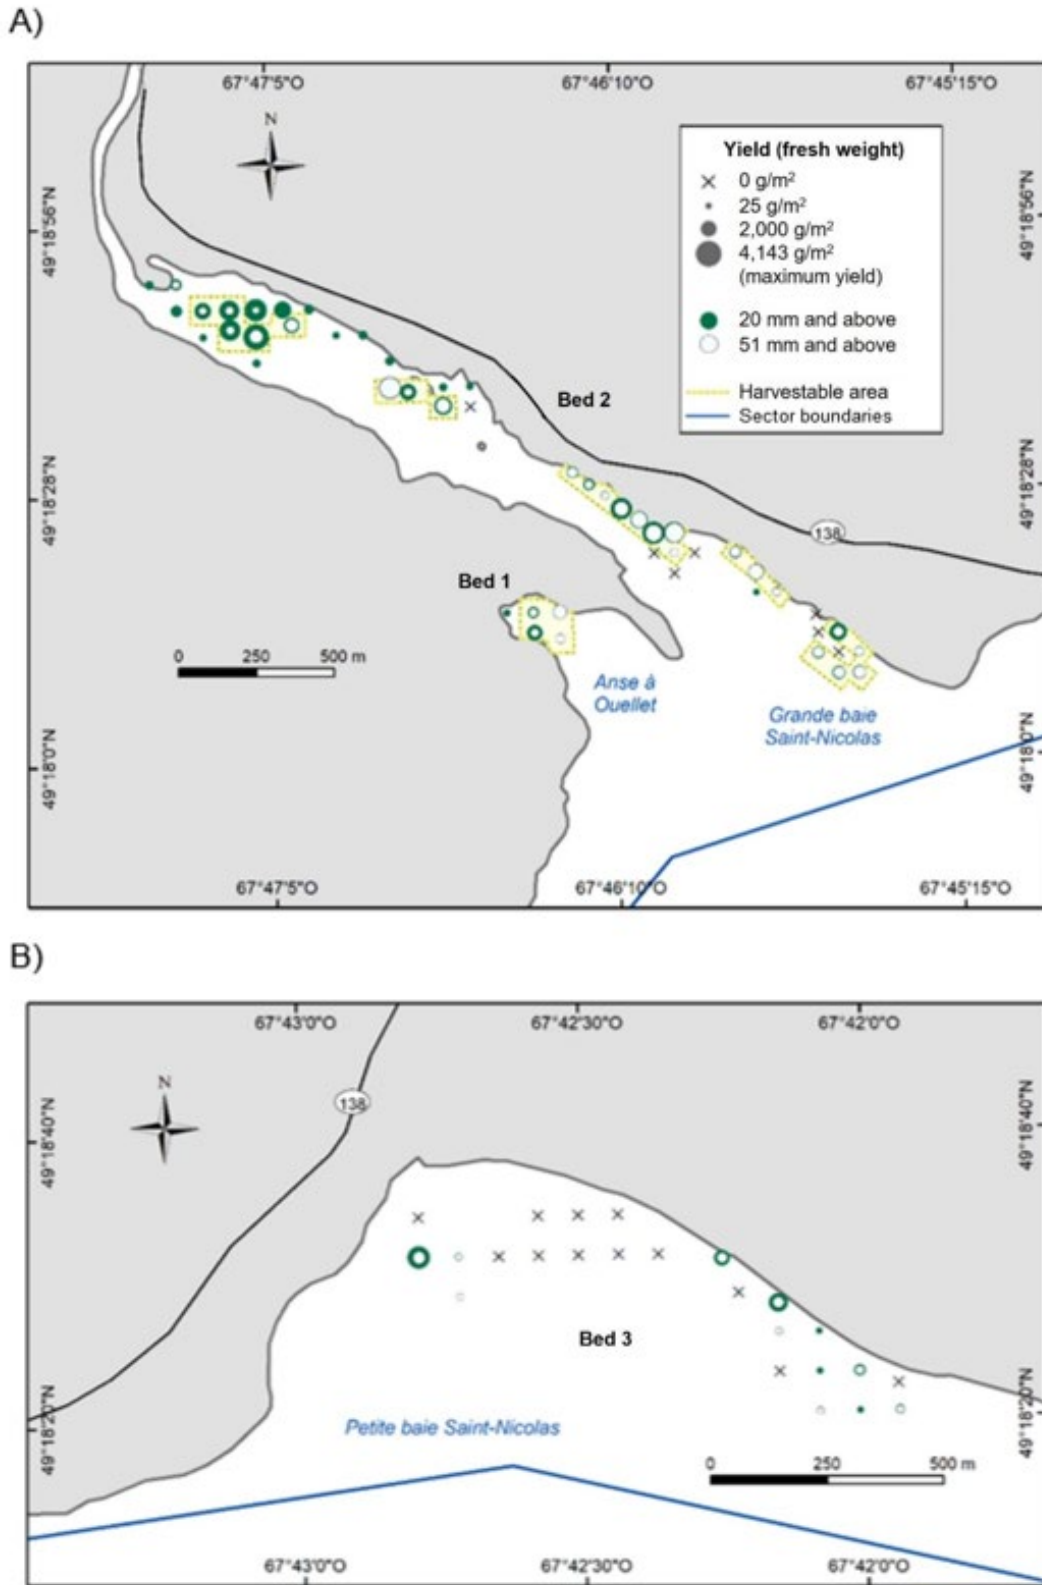 A)
67°47'5"O 67°46'10"O 67°45'15"O
N
Yield (fresh weight)
0 g/m²
25 g/m²
2,000 g/m²
4,143 g/m²
(maximum yield)
20 mm and above
51 mm and above
Harvestable area
Sector boundaries
49°18'56"N 49°18'56"N
Bed 2
49°18'28"N 49°18'28"N
138
Bed 1
0 250 500 m
Anse à
Ouellet
Grande baie
Saint-Nicolas
49°18'0"N 49°18'0"N
67°47'5"O 67°46'10"O 67°45'15"O
B)
67°43'0"O 67°42'30"O 67°42'0"O
N
138
49°18'40"N 49°18'40"N
Bed 3
49°18'20"N 49°18'20"N
Petite baie Saint-Nicolas
0 250 500 m
67°43'0"O 67°42'30"O 67°42'0"O